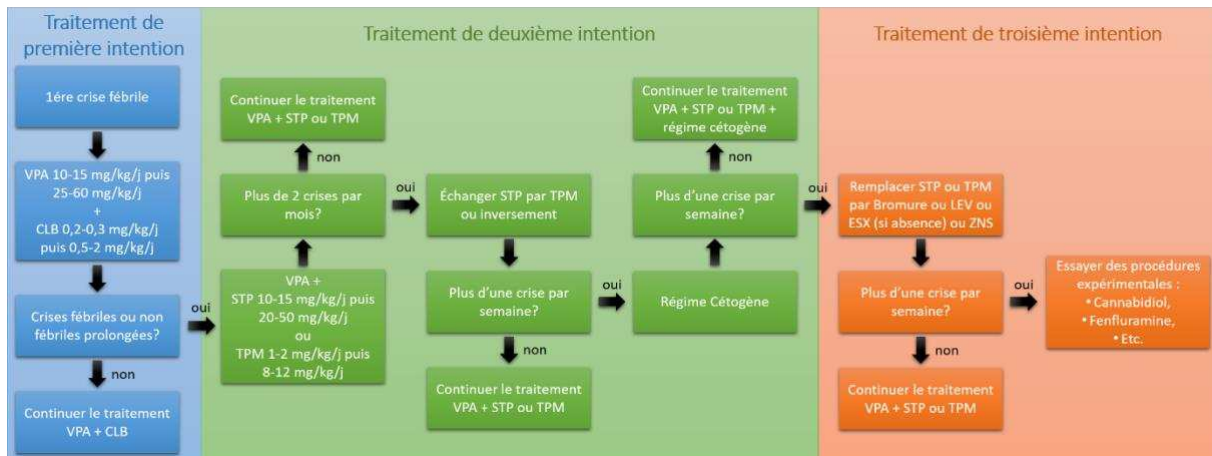 Traitement de
première intention
1ére crise fébrile
VPA 10-15 mg/kg/j puis
25-60 mg/kg/j
+
CLB 0,2-0,3 mg/kg/j
puis 0,5-2 mg/kg/j
Crises fébriles ou non
fébriles prolongées?
oui
non
Continuer le traitement
VPA + CLB
Traitement de deuxième intention
Continuer le traitement
VPA + STP ou TPM
non
Plus de 2 crises par
mois?
oui
VPA +
STP 10-15 mg/kg/j puis
20-50 mg/kg/j
ou
TPM 1-2 mg/kg/j puis
8-12 mg/kg/j
Échanger STP par TPM
ou inversement
Plus d'une crise par
semaine?
oui
non
Continuer le traitement
VPA + STP ou TPM
Régime Cétogène
Plus d'une crise par
semaine?
oui
non
Continuer le traitement
VPA + STP ou TPM +
régime cétogène
Traitement de troisième intention
Remplacer STP ou TPM
par Bromure ou LEV ou
ESX (si absence) ou ZNS
Plus d'une crise par
semaine?
oui
non
Continuer le traitement
VPA + STP ou TPM
Essayer des procédures
expérimentales :
• Cannabidiol,
• Fenfluramine,
• Etc.